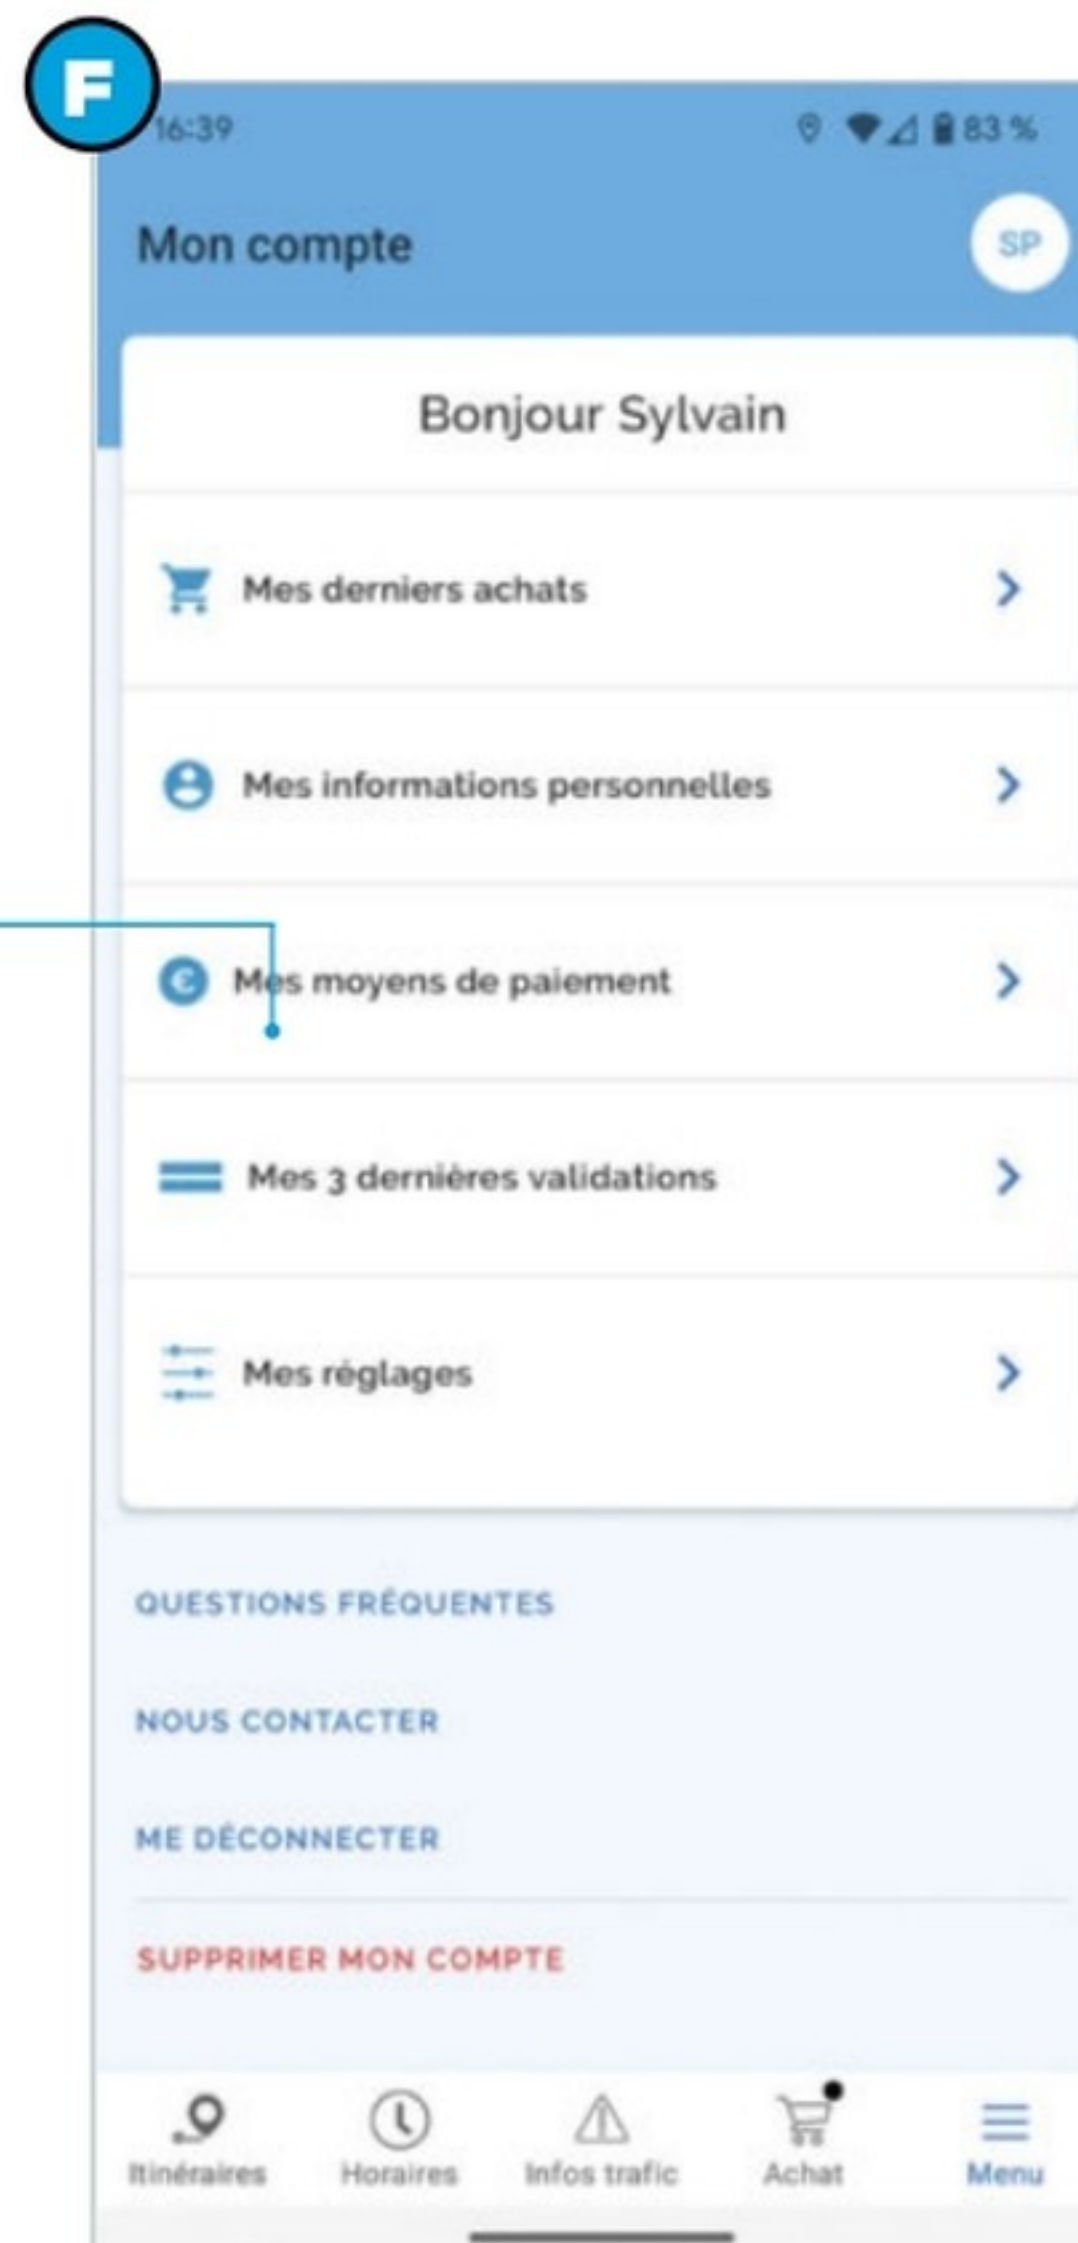 F
16:39
83 %
Mon compte
SP
Bonjour Sylvain
Mes derniers achats
Mes informations personnelles
€ Mes moyens de paiement
Mes 3 dernières validations
Mes réglages
QUESTIONS FRÉQUENTES
NOUS CONTACTER
ME DÉCONNECTER
SUPPRIMER MON COMPTE
Itinéraires Horaires Infos trafic Achat Menu